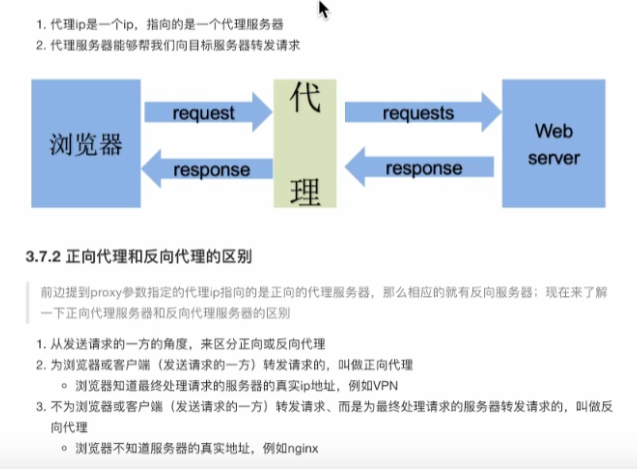 1. 代理ip是一个ip，指向的是一个代理服务器
2. 代理服务器能够帮我们向目标服务器转发请求
浏览器
request
response
代
理
requests
response
Web
server
3.7.2 正向代理和反向代理的区别
前边提到proxy参数指定的代理ip指向的是正向的代理服务器，那么相应的就有反向服务器；现在来了解
一下正向代理服务器和反向代理服务器的区别
1. 从发送请求的一方的角度，来区分正向或反向代理
2. 为浏览器或客户端（发送请求的一方）转发请求的，叫做正向代理
○ 浏览器知道最终处理请求的服务器的真实ip地址，例如VPN
3. 不为浏览器或客户端（发送请求的一方）转发请求、而是为最终处理请求的服务器转发请求的，叫做反
向代理
○ 浏览器不知道服务器的真实地址，例如nginx